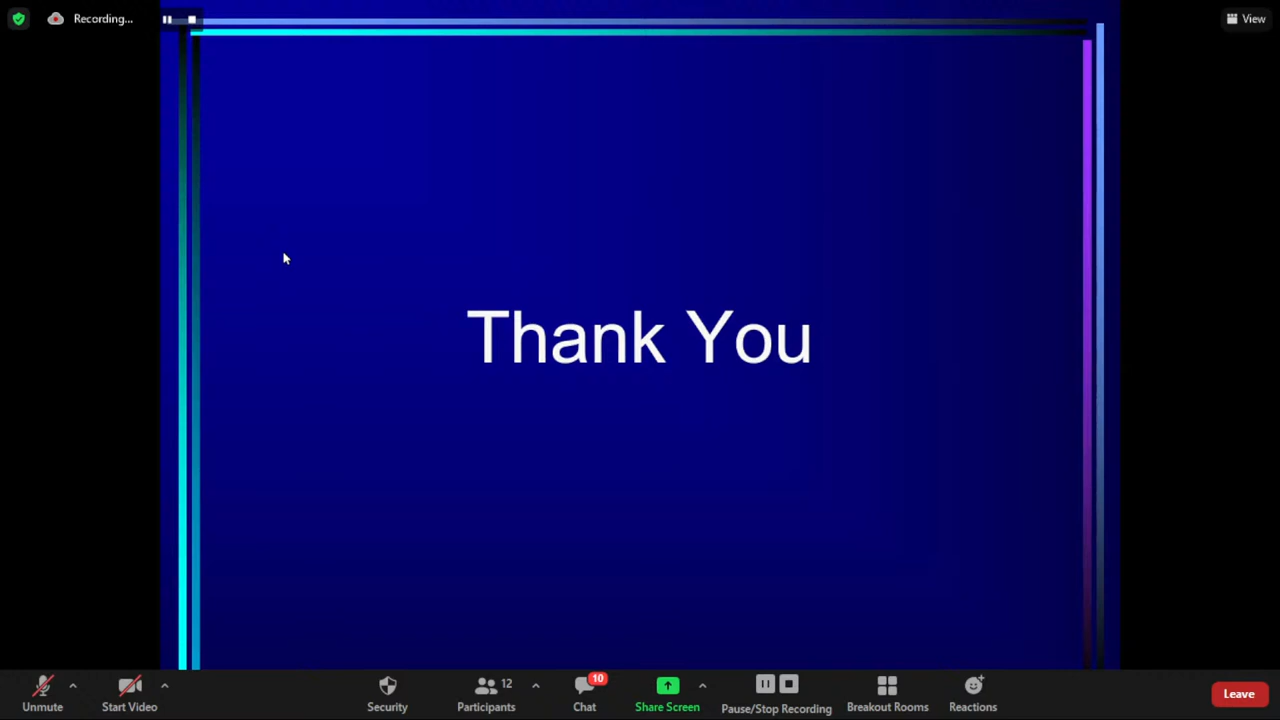 Recording...
View
Thank You
12
10
Unmute
Start Video
Security
Participants
Chat
Share Screen
Pause/Stop Recording
Breakout Rooms
Reactions
Leave